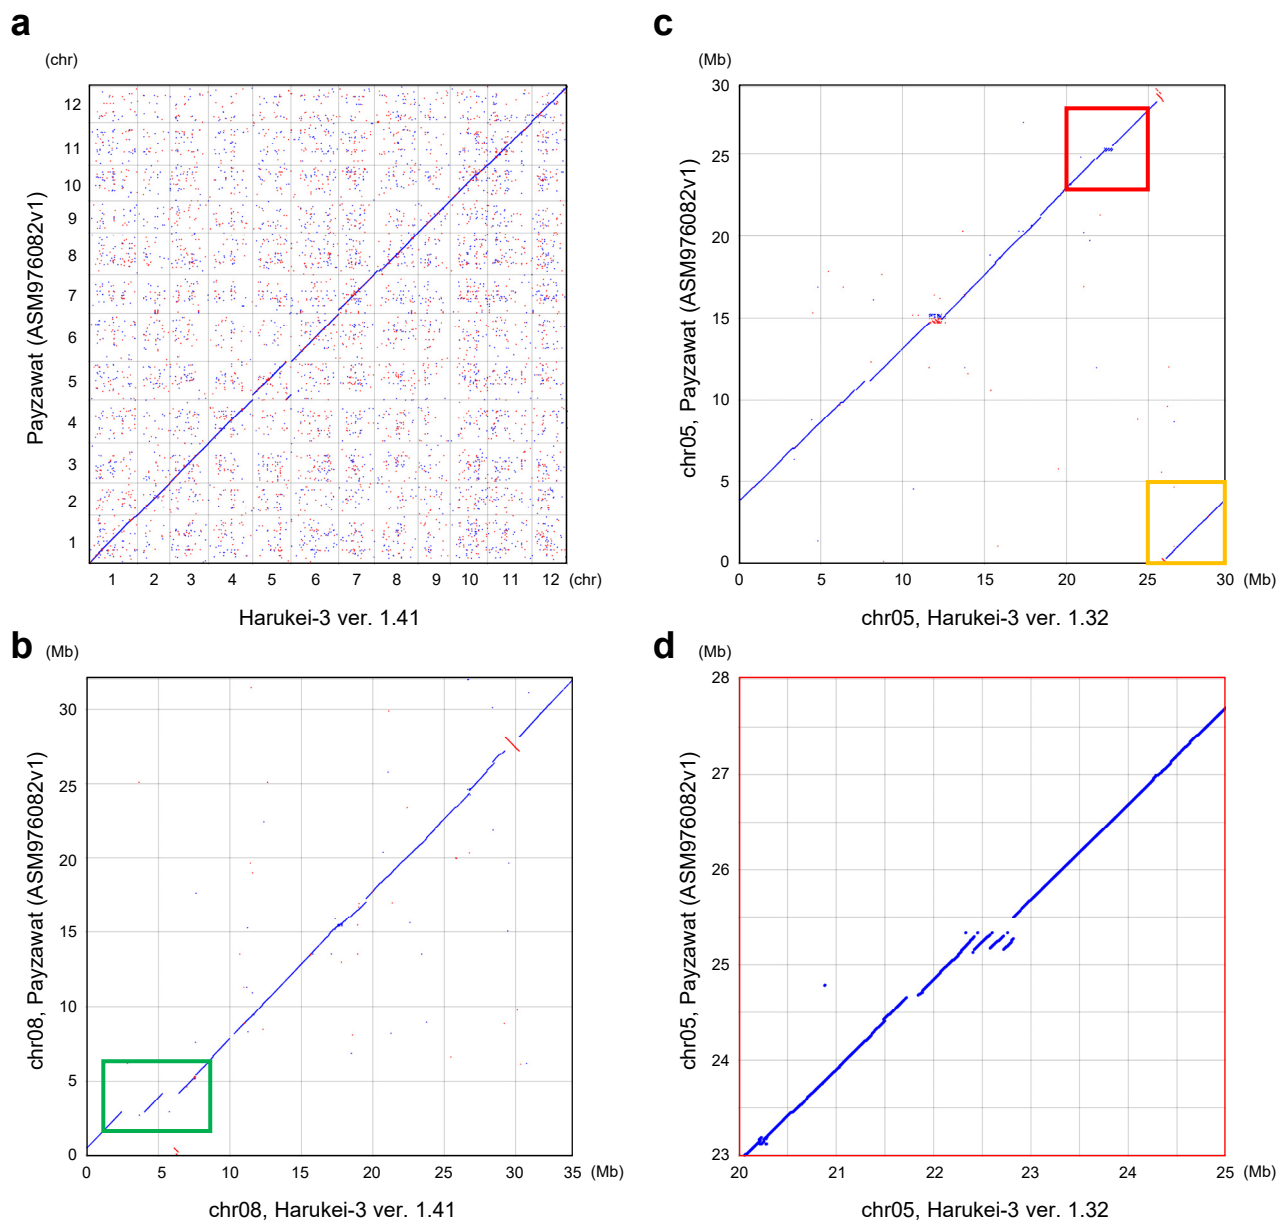 a
(chr)
Payzawat (ASM976082v1)
12
11
10
9
8
7
6
5
4
3
2
1
1 2 3 4 5 6 7 8 9 10 11 12 (chr)
Harukei-3 ver. 1.41
b (Mb)
chr08, Payzawat (ASM976082v1)
30
25
20
15
10
5
0
0 5 10 15 20 25 30 35 (Mb)
chr08, Harukei-3 ver. 1.41
c
(Mb)
chr05, Payzawat (ASM976082v1)
30
25
20
15
10
5
0
0 5 10 15 20 25 30 (Mb)
chr05, Harukei-3 ver. 1.32
d (Mb)
chr05, Payzawat (ASM976082v1)
28
27
26
25
24
23
20 21 22 23 24 25 (Mb)
chr05, Harukei-3 ver. 1.32